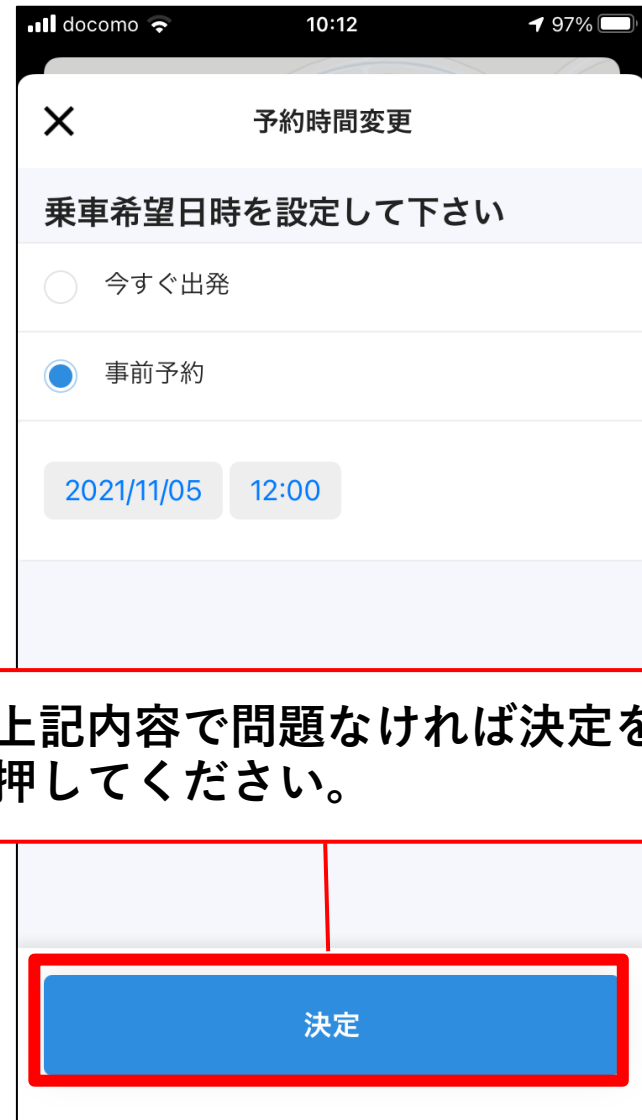 docomo 10:12 97%
予約時間変更
乗車希望日時を設定して下さい
今すぐ出発
事前予約
2021/11/05 12:00
上記内容で問題なければ決定を
押してください。
決定